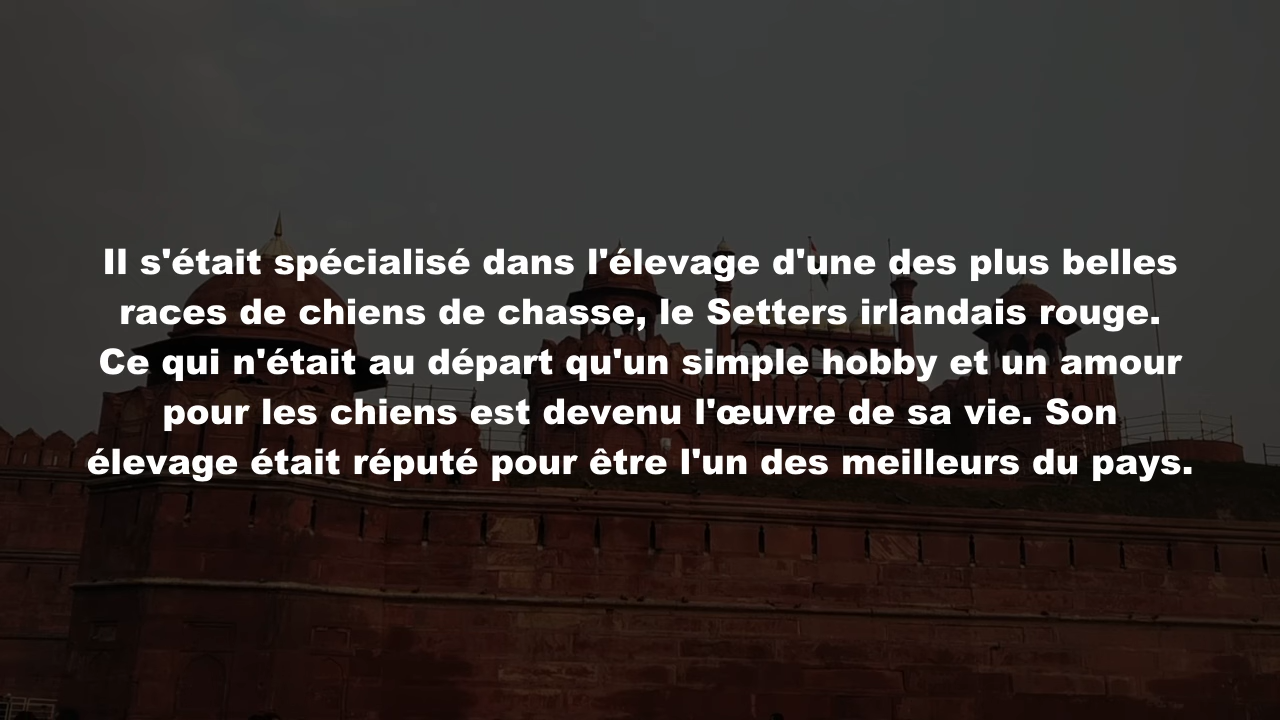 Il s'était spécialisé dans l'élevage d'une des plus belles
races de chiens de chasse, le Setters irlandais rouge.
Ce qui n'était au départ qu'un simple hobby et un amour
pour les chiens est devenu l'œuvre de sa vie. Son
élevage était réputé pour être l'un des meilleurs du pays.